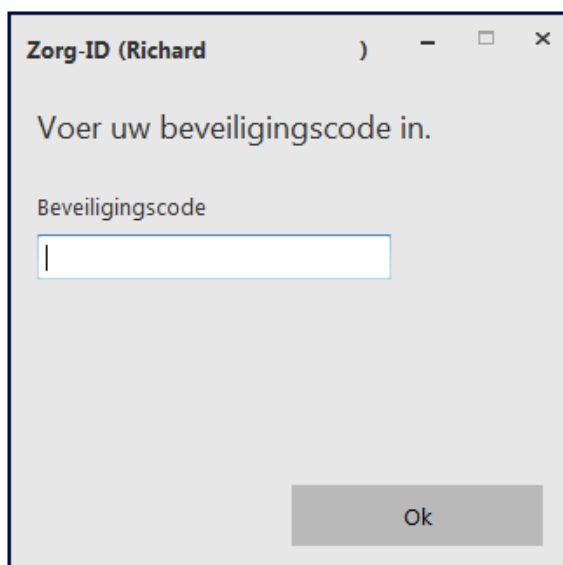 Zorg-ID (Richard )
Voer uw beveiligingscode in.
Beveiligingscode
Ok